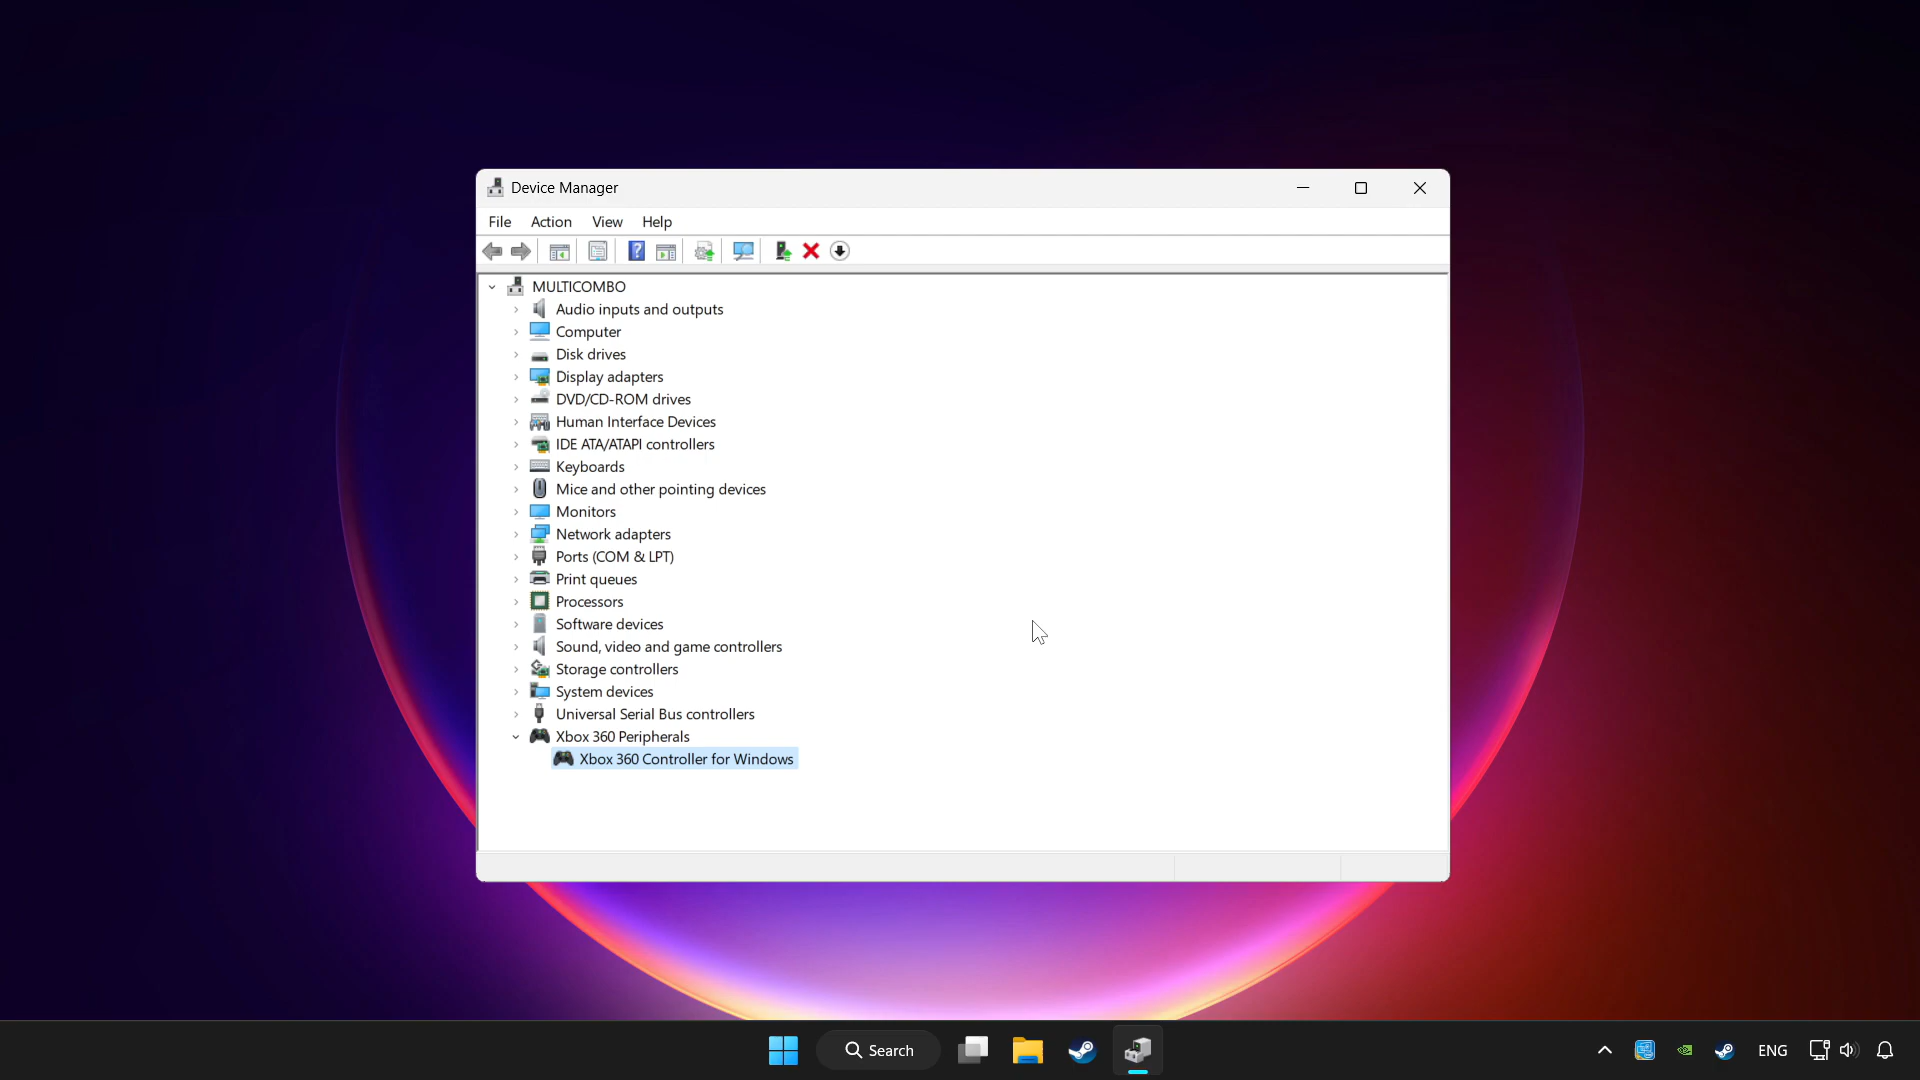 Device Manager
File Action View Help
MULTICOMBO
Audio inputs and outputs
Computer
Disk drives
Display adapters
DVD/CD-ROM drives
Human Interface Devices
IDE ATA/ATAPI controllers
Keyboards
Mice and other pointing devices
Monitors
Network adapters
Ports (COM & LPT)
Print queues
Processors
Software devices
Sound, video and game controllers
Storage controllers
System devices
Universal Serial Bus controllers
Xbox 360 Peripherals
Xbox 360 Controller for Windows
Search
ENG